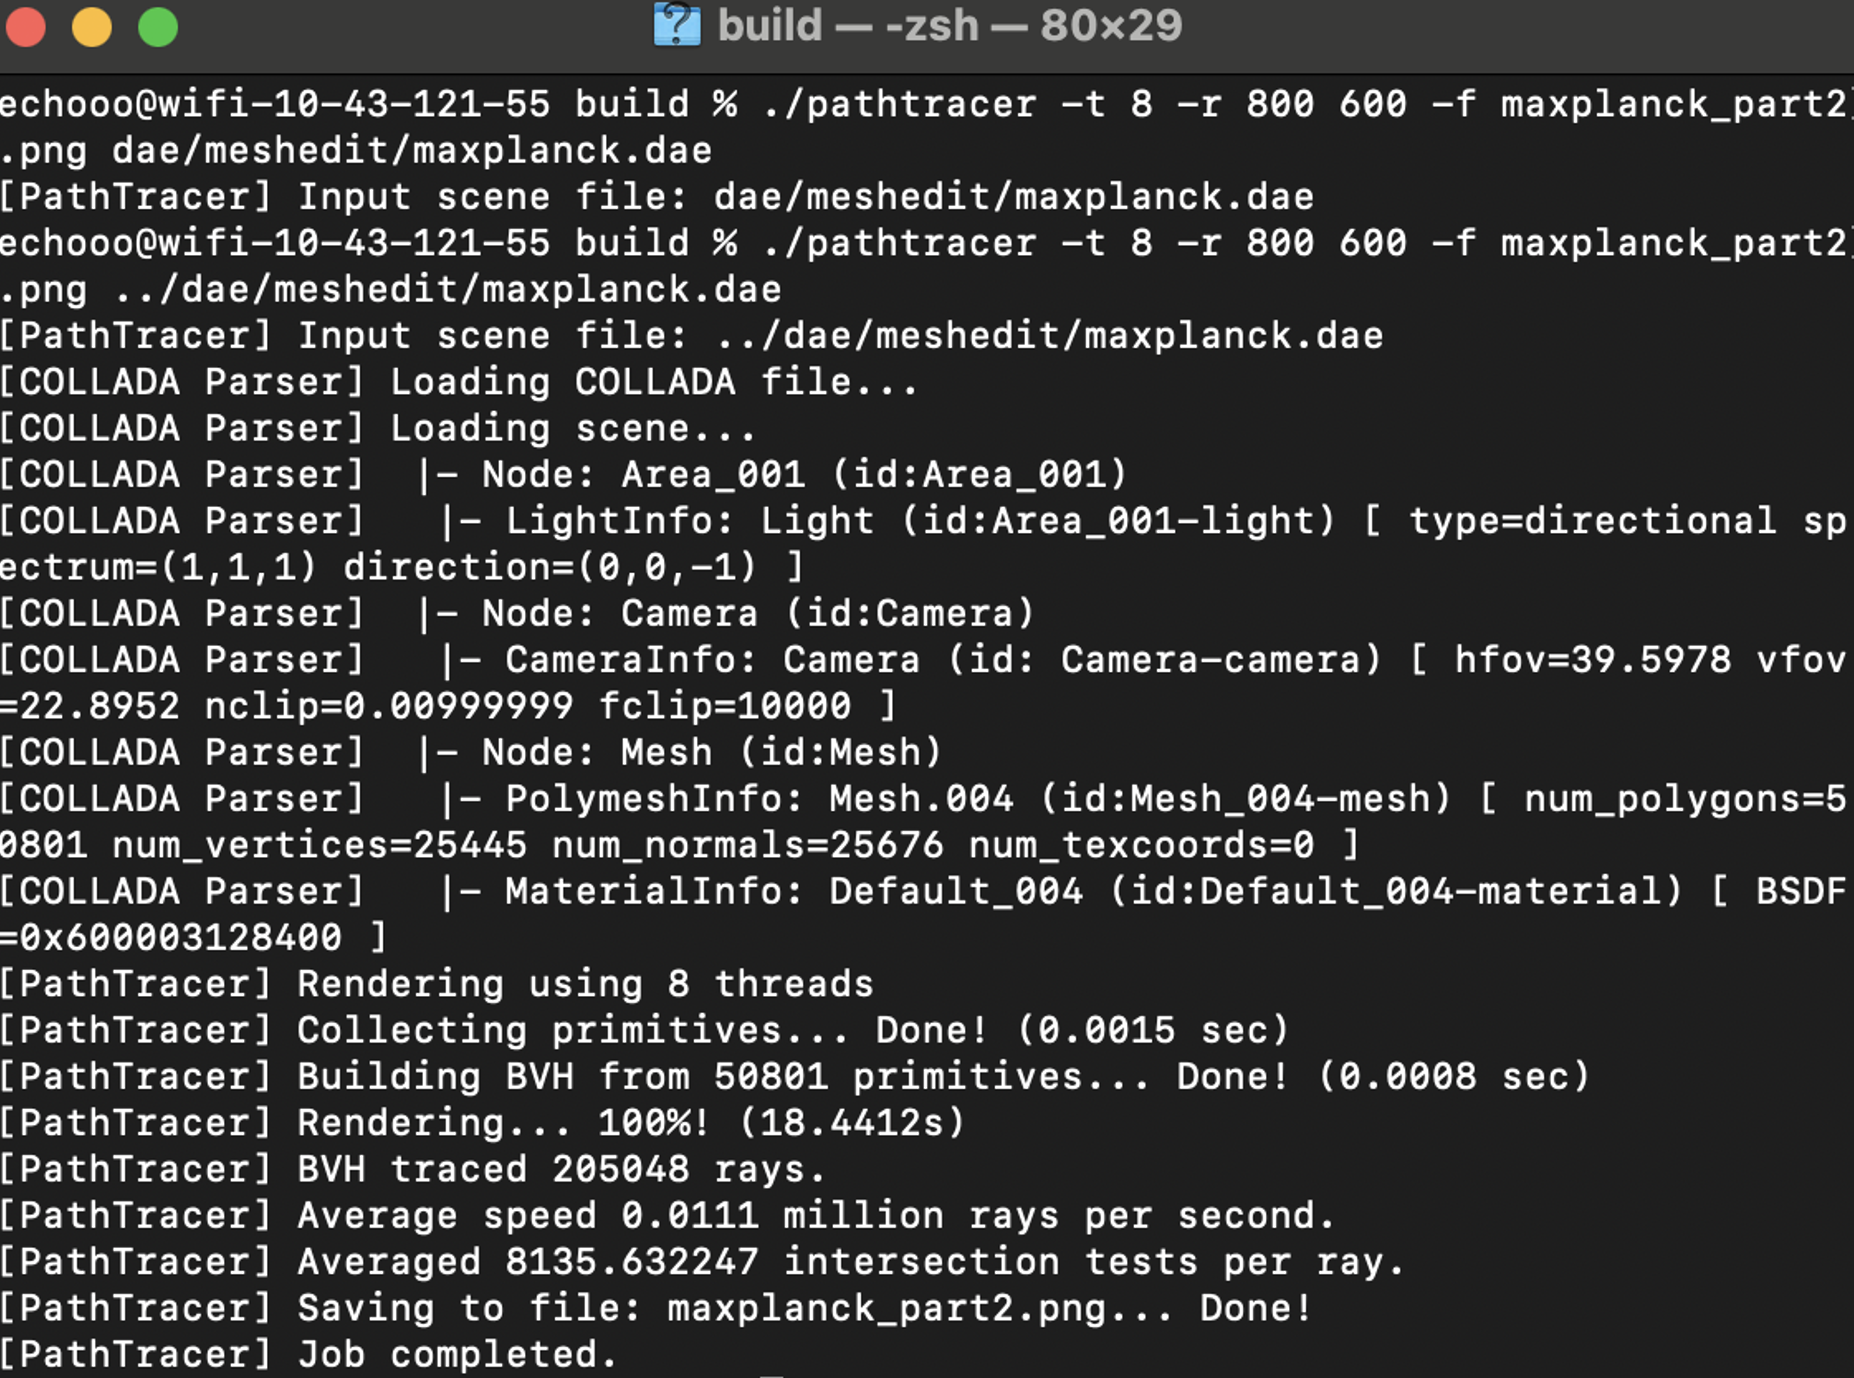 build — -zsh — 80×29
echooo@wifi-10-43-121-55 build % ./pathtracer -t 8 -r 800 600 -f maxplanck_part2
.png dae/meshedit/maxplanck.dae
[PathTracer] Input scene file: dae/meshedit/maxplanck.dae
echooo@wifi-10-43-121-55 build % ./pathtracer -t 8 -r 800 600 -f maxplanck_part2
.png ../dae/meshedit/maxplanck.dae
[PathTracer] Input scene file: ../dae/meshedit/maxplanck.dae
[COLLADA Parser] Loading COLLADA file...
[COLLADA Parser] Loading scene...
[COLLADA Parser]  |- Node: Area_001 (id:Area_001)
[COLLADA Parser]   |- LightInfo: Light (id:Area_001-light) [ type=directional sp
ectrum=(1,1,1) direction=(0,0,-1) ]
[COLLADA Parser]  |- Node: Camera (id:Camera)
[COLLADA Parser]   |- CameraInfo: Camera (id: Camera-camera) [ hfov=39.5978 vfov
=22.8952 nclip=0.00999999 fclip=10000 ]
[COLLADA Parser]  |- Node: Mesh (id:Mesh)
[COLLADA Parser]   |- PolymeshInfo: Mesh.004 (id:Mesh_004-mesh) [ num_polygons=5
0801 num_vertices=25445 num_normals=25676 num_texcoords=0 ]
[COLLADA Parser]   |- MaterialInfo: Default_004 (id:Default_004-material) [ BSDF
=0x600003128400 ]
[PathTracer] Rendering using 8 threads
[PathTracer] Collecting primitives... Done! (0.0015 sec)
[PathTracer] Building BVH from 50801 primitives... Done! (0.0008 sec)
[PathTracer] Rendering... 100%! (18.4412s)
[PathTracer] BVH traced 205048 rays.
[PathTracer] Average speed 0.0111 million rays per second.
[PathTracer] Averaged 8135.632247 intersection tests per ray.
[PathTracer] Saving to file: maxplanck_part2.png... Done!
[PathTracer] Job completed.